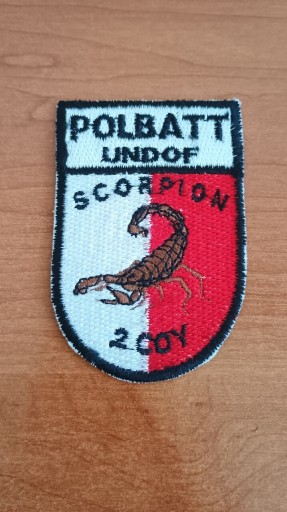 POLBATT
UNDOF
SCORPION
2 COY